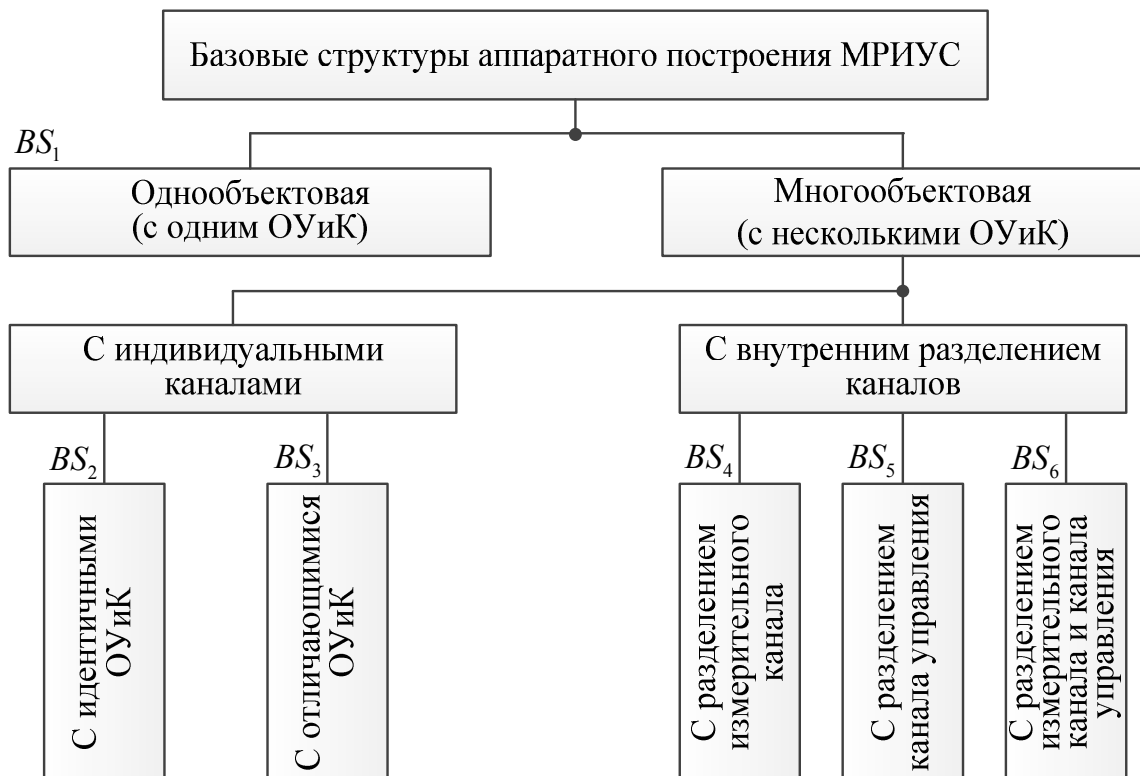 Базовые структуры аппаратного построения МРИУС
BS1
Однообъектовая
(с одним ОУиК)
Многообъектовая
(с несколькими ОУиК)
С индивидуальными
каналами
С внутренним разделением
каналов
BS2
BS3
BS4
BS5
BS6
С идентичными
ОУиК
С отличающимися
ОУиК
С разделением
измерительного
канала
С разделением
канала управления
С разделением
измерительного
канала и канала
управления